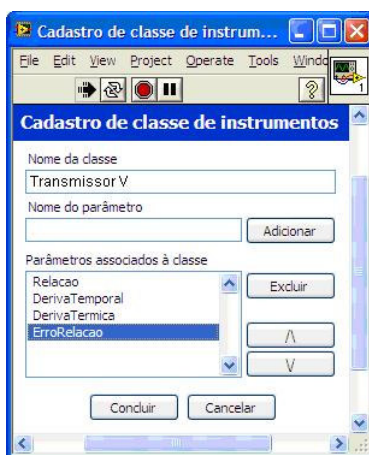 Cadastro de classe de instrum...
File Edit View Project Operate Tools Windo
1
Cadastro de classe de instrumentos
Nome da classe
Transmissor V
Nome do parâmetro
Adicionar
Parâmetros associados à classe
Relacao
DerivaTemporal
DerivaTermica
ErroRelacao
Excluir
/\
\/
Concluir Cancelar